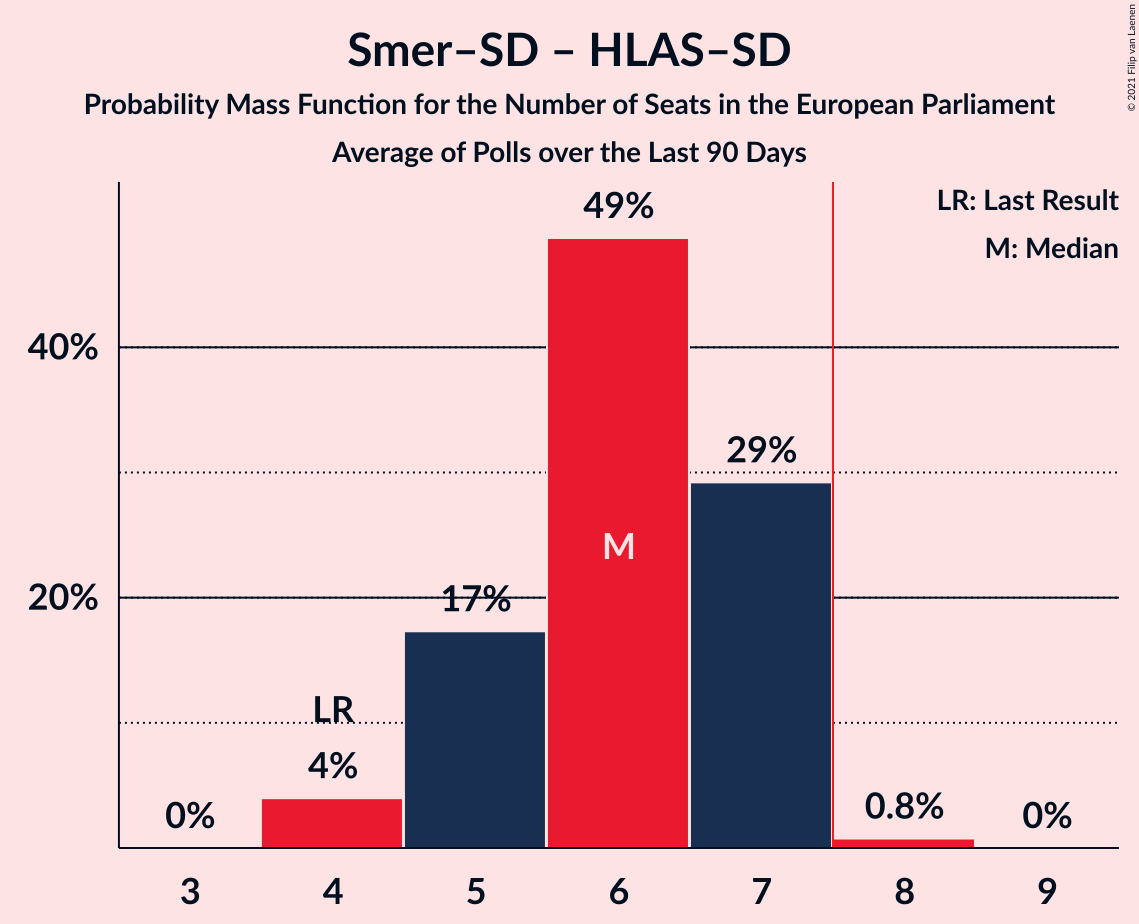 Smer–SD – HLAS–SD
Probability Mass Function for the Number of Seats in the European Parliament
Average of Polls over the Last 90 Days
© 2021 Filip van Laenen
LR: Last Result
M: Median
49%
40%
29%
M
20%
17%
LR
4%
0%
0.8%
0%
3 4 5 6 7 8 9